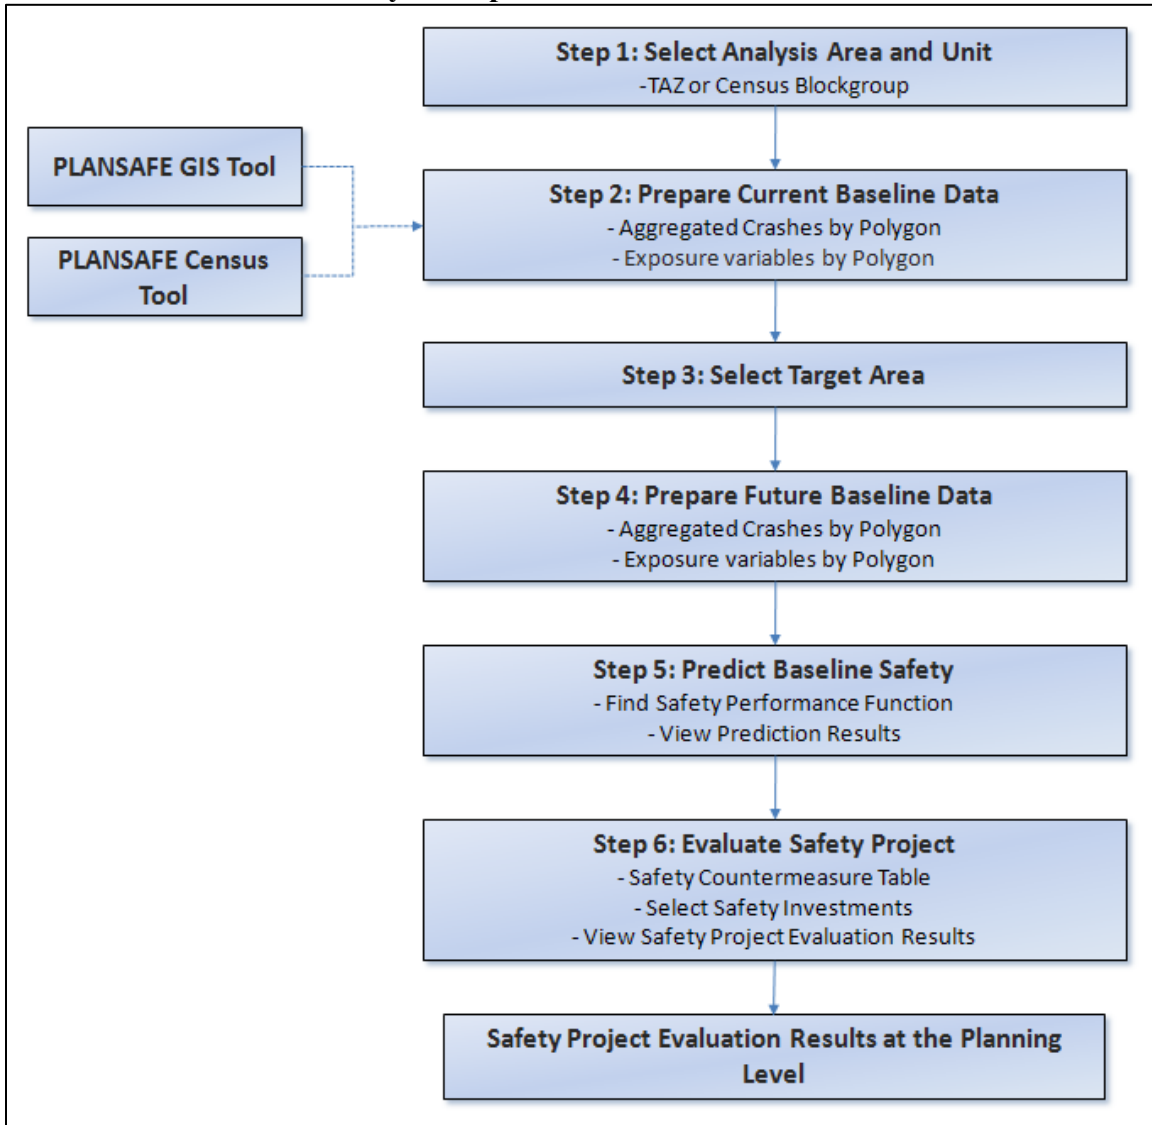 Step 1: Select Analysis Area and Unit
-TAZ or Census Blockgroup
PLANSAFE GIS Tool
PLANSAFE Census
Tool
Step 2: Prepare Current Baseline Data
- Aggregated Crashes by Polygon
- Exposure variables by Polygon
Step 3: Select Target Area
Step 4: Prepare Future Baseline Data
- Aggregated Crashes by Polygon
- Exposure variables by Polygon
Step 5: Predict Baseline Safety
- Find Safety Performance Function
- View Prediction Results
Step 6: Evaluate Safety Project
- Safety Countermeasure Table
- Select Safety Investments
- View Safety Project Evaluation Results
Safety Project Evaluation Results at the Planning
Level